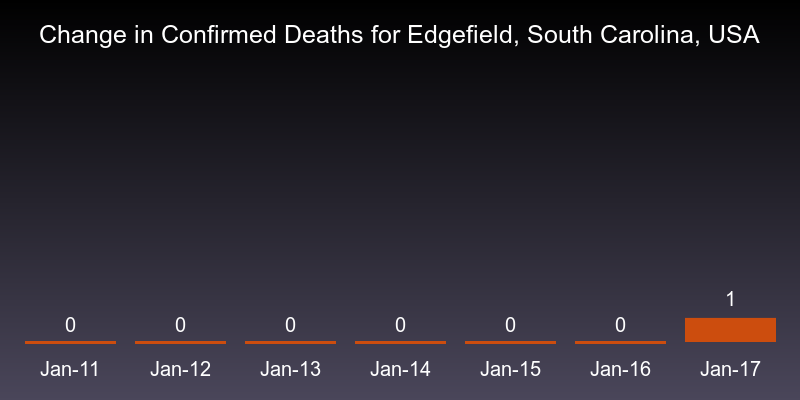 Change in Confirmed Deaths for Edgefield, South Carolina, USA
1
0 0 0 0 0 0
Jan-11 Jan-12 Jan-13 Jan-14 Jan-15 Jan-16 Jan-17